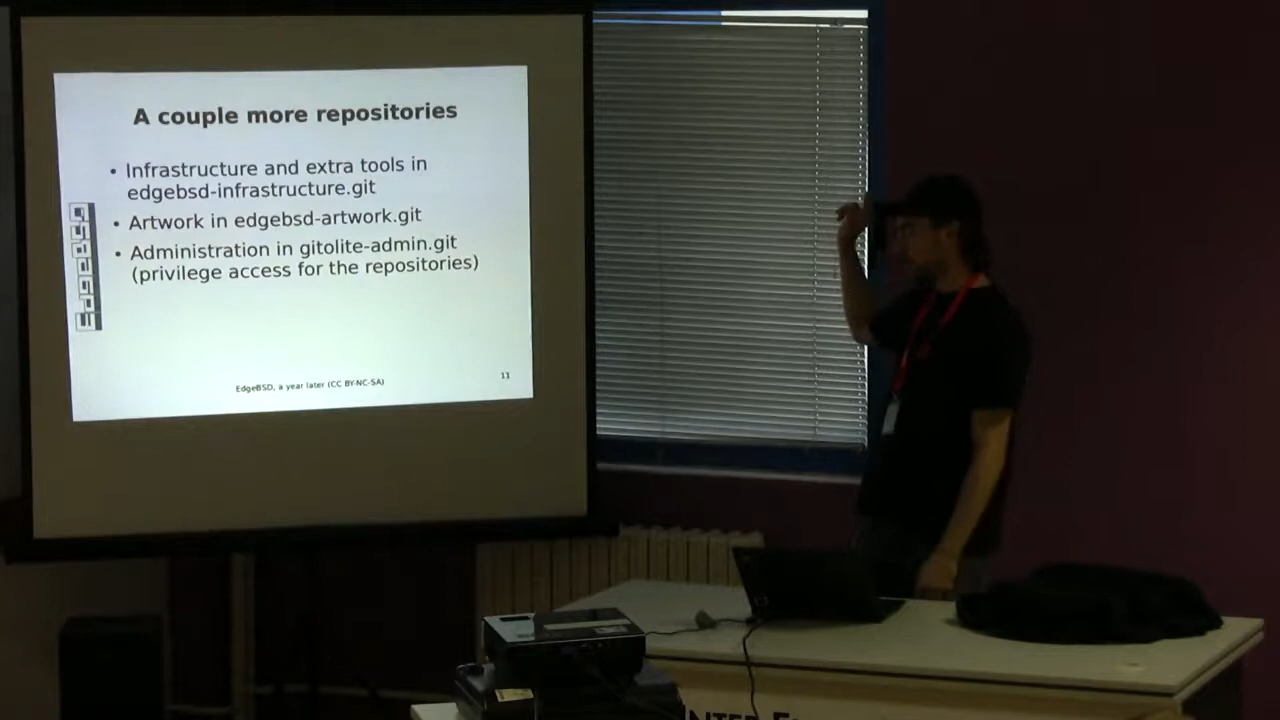 A couple more repositories
• Infrastructure and extra tools in
edgebsd-infrastructure.git
• Artwork in edgebsd-artwork.git
• Administration in gitolite-admin.git
(privilege access for the repositories)
EdgeBSD, a year later (CC BY-NC-SA)
11